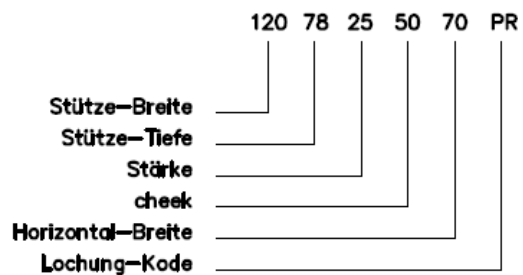 120 78 25 50 70 PR
Stütze-Breite
Stütze-Tiefe
Stärke
cheek
Horizontal-Breite
Lochung-Kode